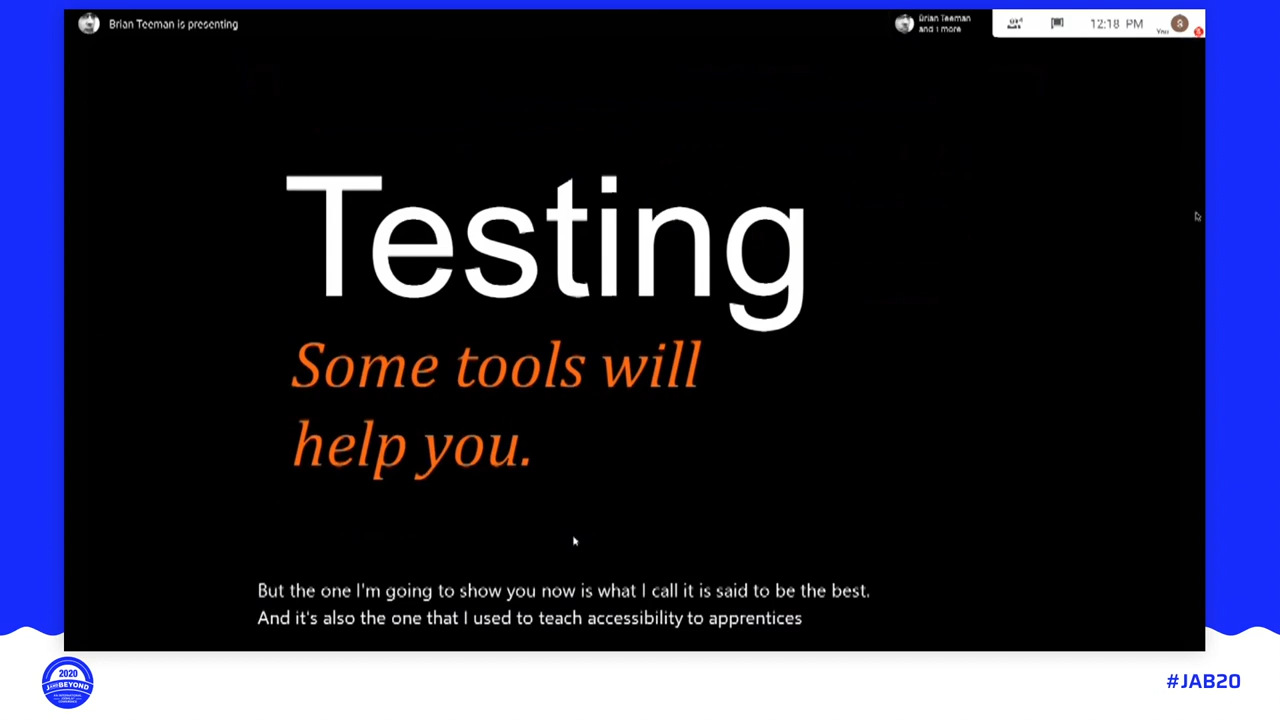 Brian Teeman is presenting
Brian Teeman
and 1 more
12:18 PM
You
S
Testing
Some tools will
help you.
But the one I'm going to show you now is what I call it is said to be the best.
And it's also the one that I used to teach accessibility to apprentices
2020
JANDBEYOND
#JAB20